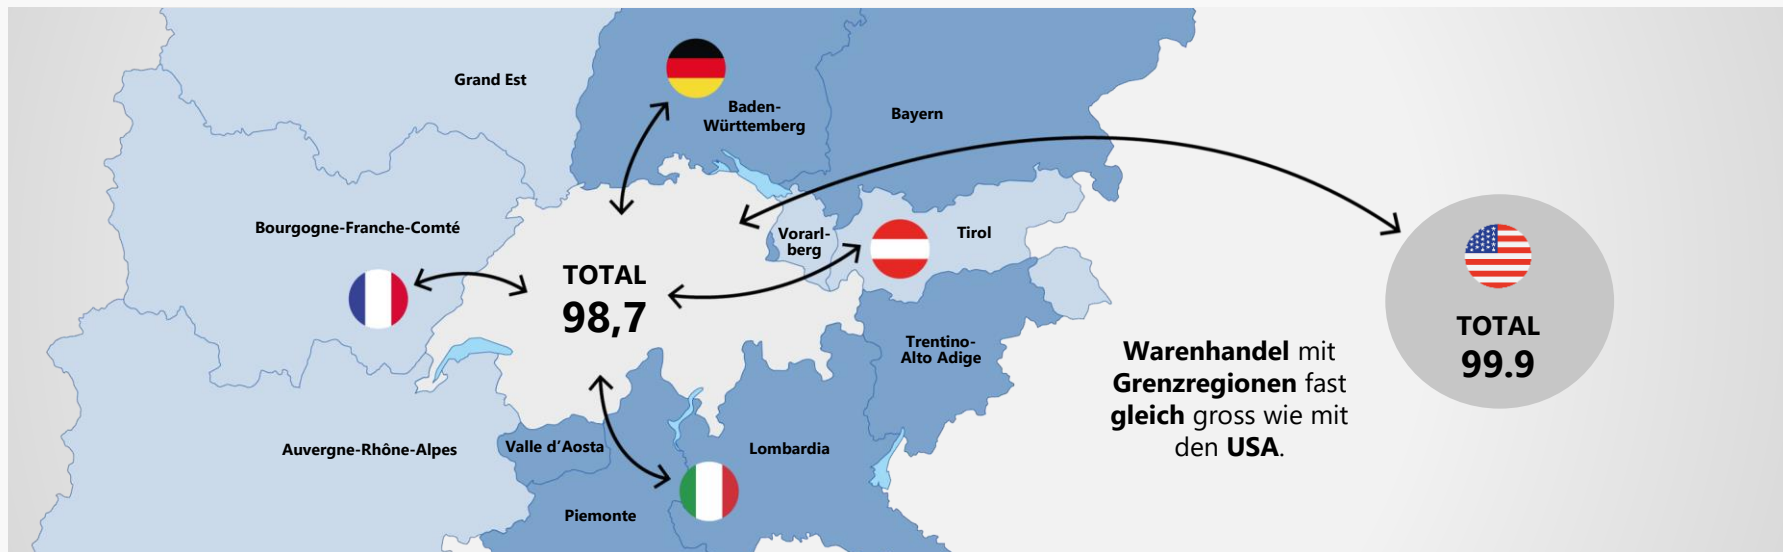 Grand Est
Baden-
Württemberg
Bayern
Bourgogne-Franche-Comté
Vorarl-
berg
Tirol
TOTAL
98,7
TOTAL
99.9
Trentino-
Alto Adige
Warenhandel mit
Grenzregionen fast
gleich gross wie mit
den USA.
Auvergne-Rhône-Alpes
Valle d’Aosta
Lombardia
Piemonte